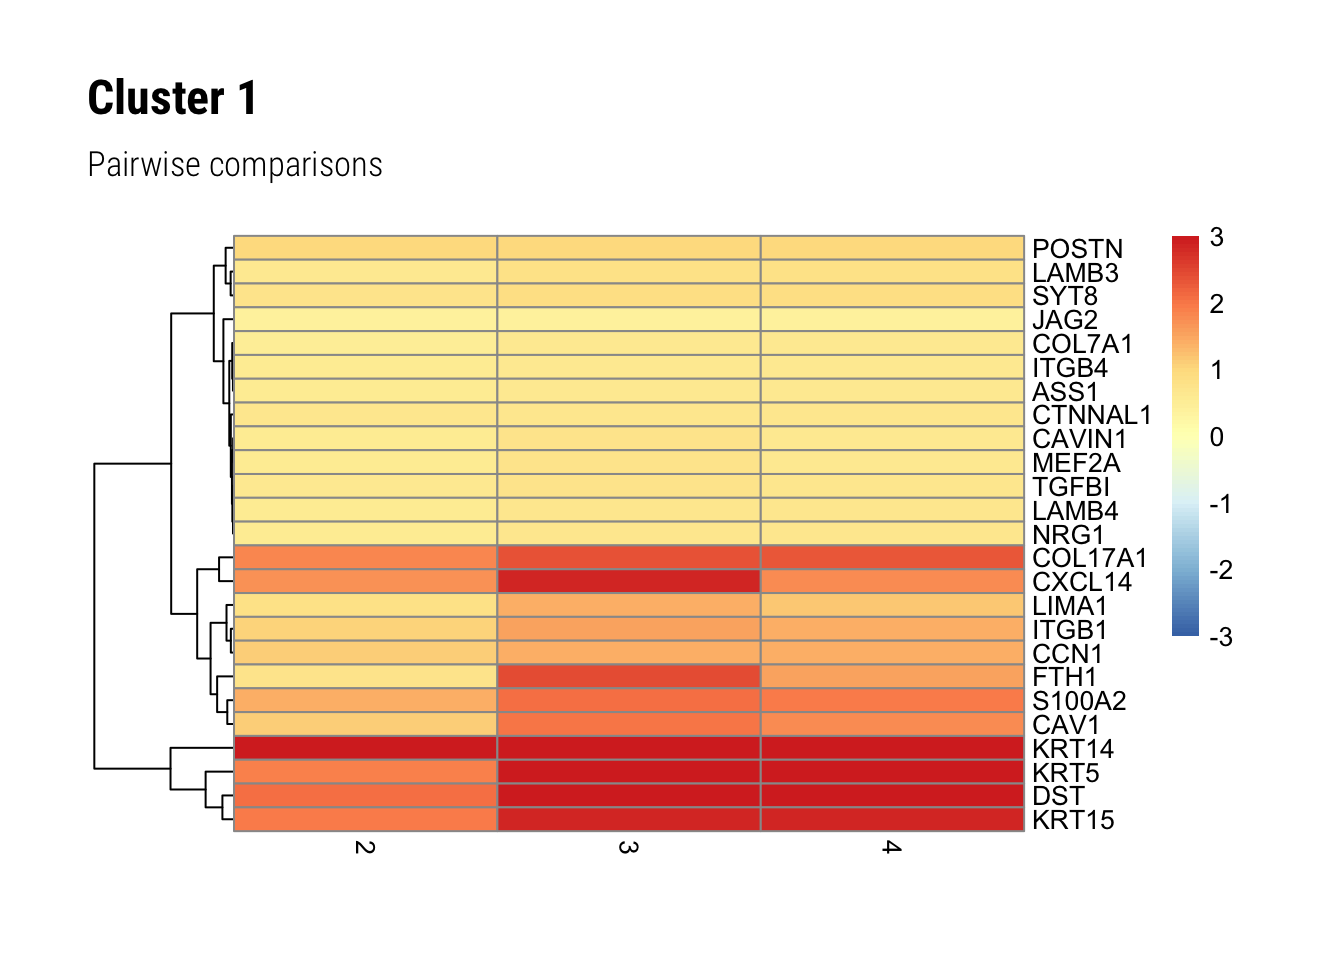 Cluster 1
Pairwise comparisons
POSTN
LAMB3
SYT8
JAG2
COL7A1
ITGB4
ASS1
CTNNAL1
CAVIN1
MEF2A
TGFBI
LAMB4
NRG1
COL17A1
CXCL14
LIMA1
ITGB1
CCN1
FTH1
S100A2
CAV1
KRT14
KRT5
DST
KRT15
3
2
1
0
-1
-2
-3
2
3
4